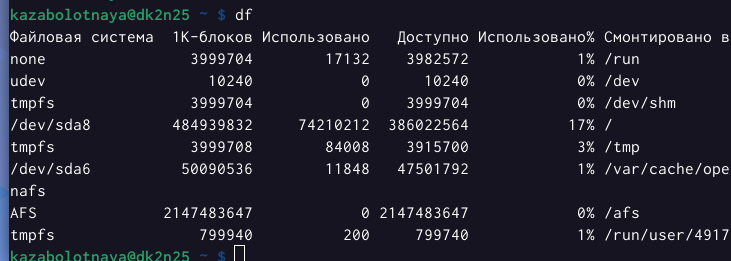 kazabolotnaya@dk2n25 ~ $ df
Файловая система 1K-блоков Использовано Доступно Использовано% Смонтировано в
none 3999704 17132 3982572 1% /run
udev 10240 0 10240 0% /dev
tmpfs 3999704 0 3999704 0% /dev/shm
/dev/sda8 484939832 74210212 386022564 17% /
tmpfs 3999708 84008 3915700 3% /tmp
/dev/sda6 50090536 11848 47501792 1% /var/cache/ope
nafs
AFS 2147483647 0 2147483647 0% /afs
tmpfs 799940 200 799740 1% /run/user/4917
kazabolotnaya@dk2n25 ~ $